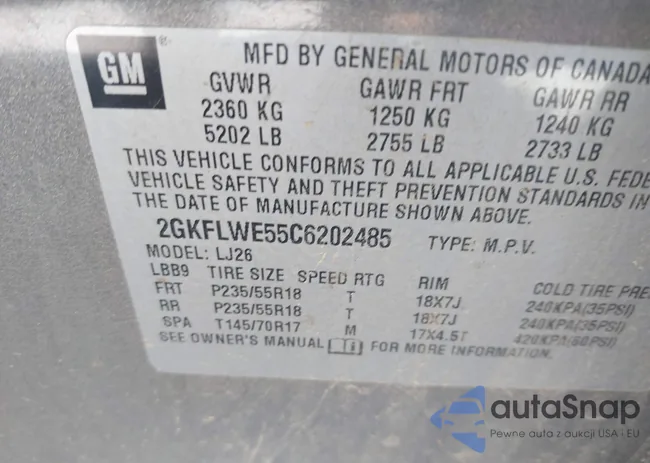 GM
MFD BY GENERAL MOTORS OF CANADA
GVWR GAWR FRT GAWR RR
2360 KG 1250 KG 1240 KG
5202 LB 2755 LB 2733 LB
THIS VEHICLE CONFORMS TO ALL APPLICABLE U.S. FEDE
VEHICLE SAFETY AND THEFT PREVENTION STANDARDS IN
THE DATE OF MANUFACTURE SHOWN ABOVE.
2GKFLWE55C6202485 TYPE: M.P.V.
MODEL: LJ26
LBB9 TIRE SIZE SPEED RTG RIM COLD TIRE PRE
FRT P235/55R18 T 18X7J 240KPA(35PSI)
RR P235/55R18 T 18X7J 240KPA(35PSI)
SPA T145/70R17 M 17X4.5T 420KPA(60PSI)
SEE OWNER'S MANUAL FOR MORE INFORMATION.
autaSnap
Pewne auta z aukcji USA i EU